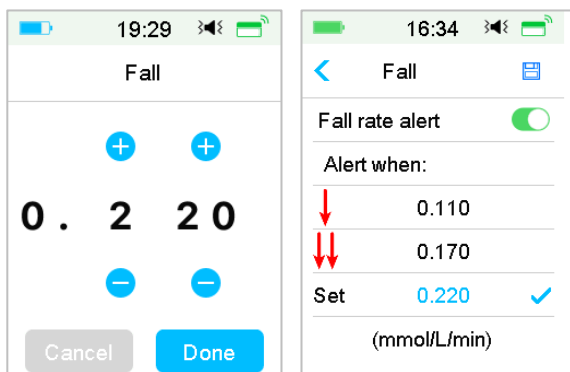 19:29
Fall
0. 2 20
Cancel
Done
16:34
Fall
Fall rate alert
Alert when:
0.110
0.170
Set 0.220
(mmol/L/min)